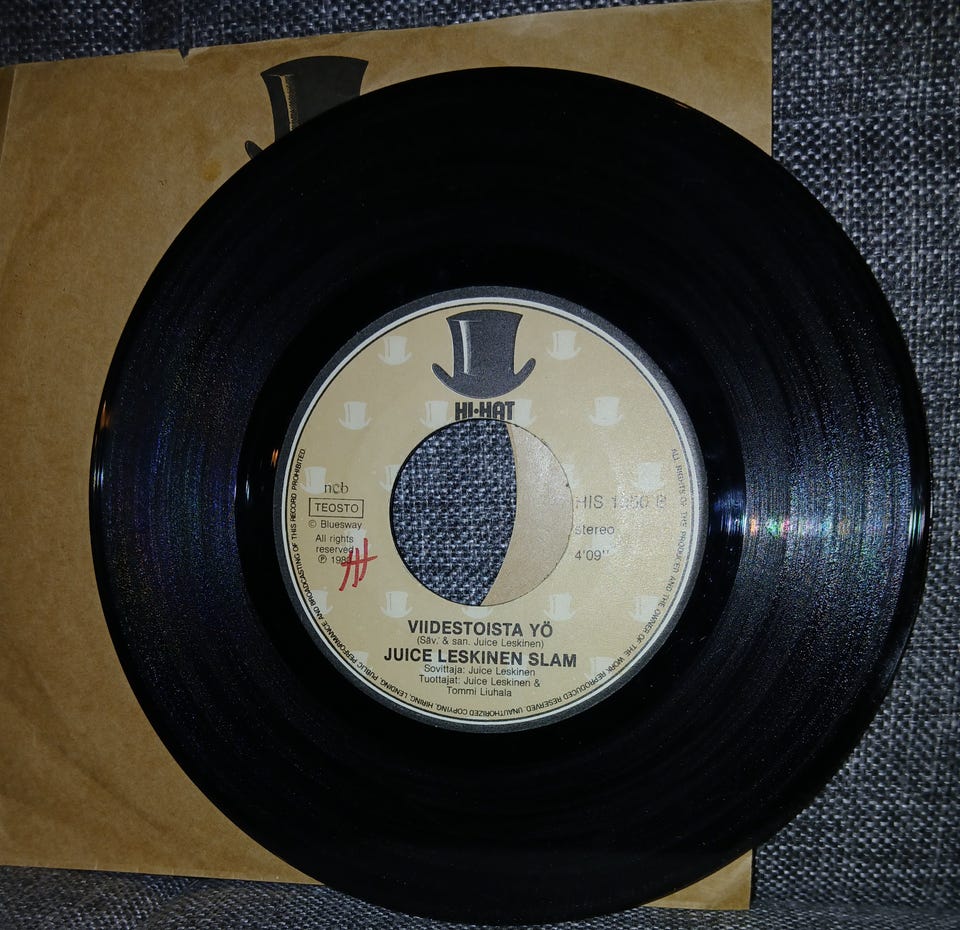 HI-HAT
ncb
TEOSTO
© Bluesway
All rights
reserved
℗
HIS B
stereo
4'09"
VIIDESTOISTA YÖ
(Säv. & san. Juice Leskinen)
JUICE LESKINEN SLAM
Sovittaja: Juice Leskinen
Tuottajat: Juice Leskinen &
Tommi Liuhala
ALL RIGHTS OF THE PRODUCER AND THE OWNER OF THE WORK REPRODUCED RESERVED. UNAUTHORIZED COPYING, HIRING, LENDING, PUBLIC PERFORMANCE AND BROADCASTING OF THIS RECORD PROHIBITED